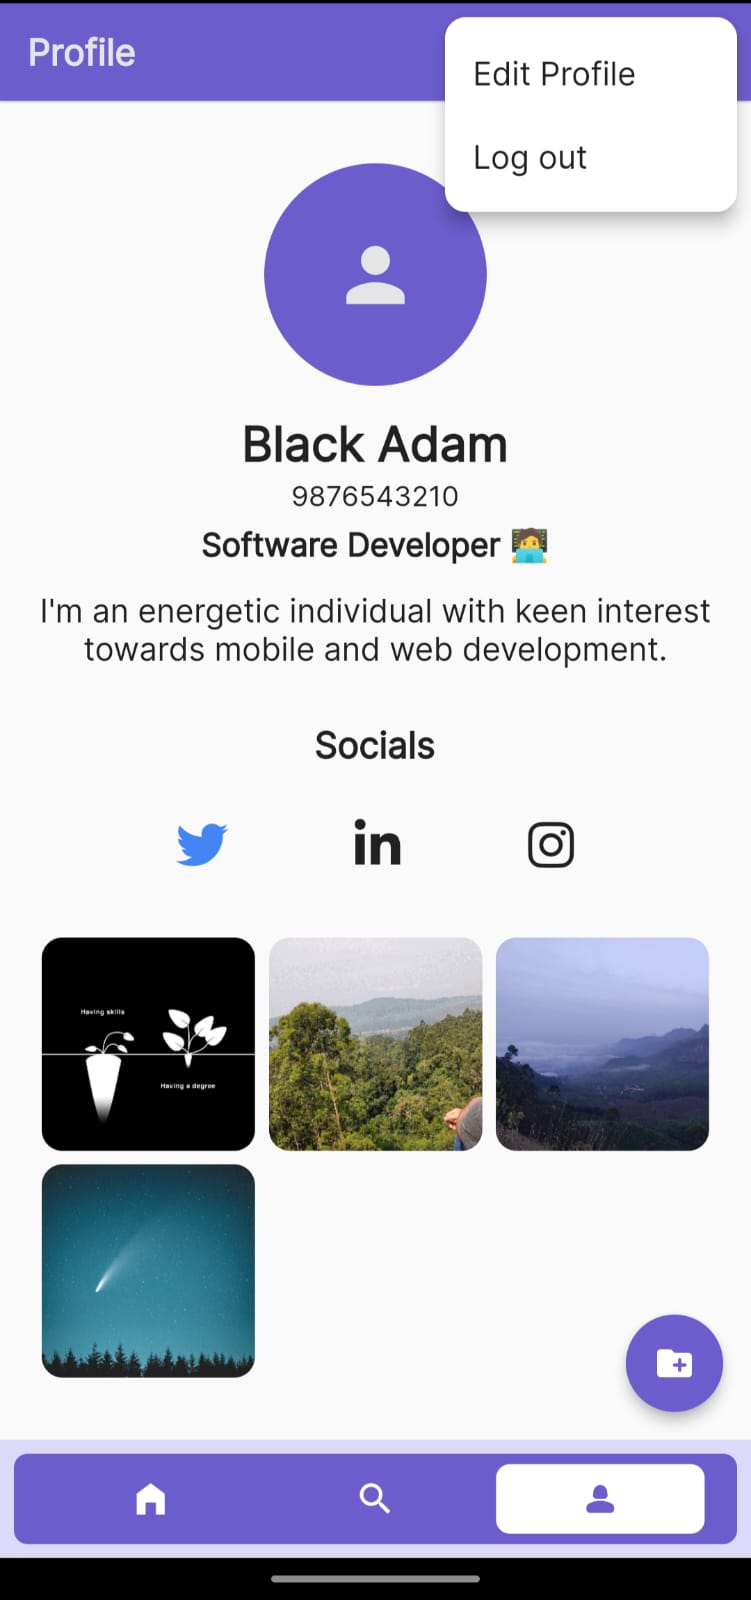 Profile
Edit Profile
Log out
Black Adam
9876543210
Software Developer 🧑‍💻
I'm an energetic individual with keen interest
towards mobile and web development.
Socials
in
Having skills
Having a degree